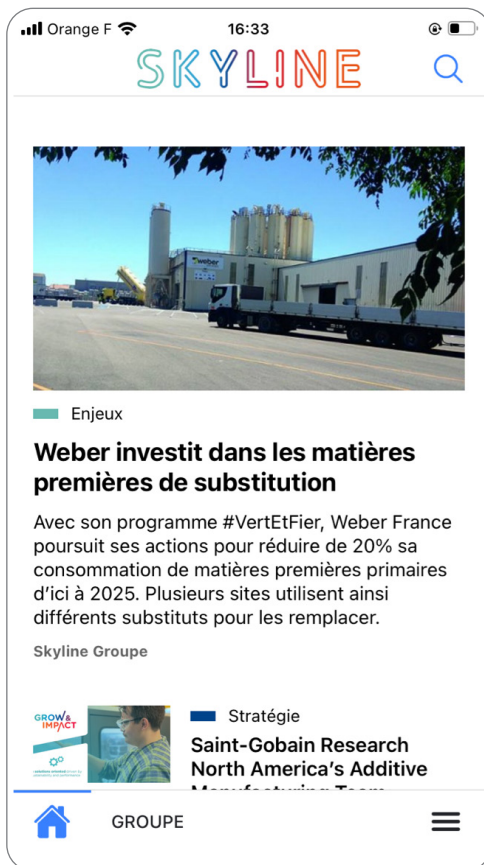 Orange F
16:33
SKYLINE
weber
Enjeux
Weber investit dans les matières
premières de substitution
Avec son programme #VertEtFier, Weber France
poursuit ses actions pour réduire de 20% sa
consommation de matières premières primaires
d'ici à 2025. Plusieurs sites utilisent ainsi
différents substituts pour les remplacer.
Skyline Groupe
GROW &
IMPACT
Stratégie
Saint-Gobain Research
North America's Additive
Manufacturing Team
GROUPE